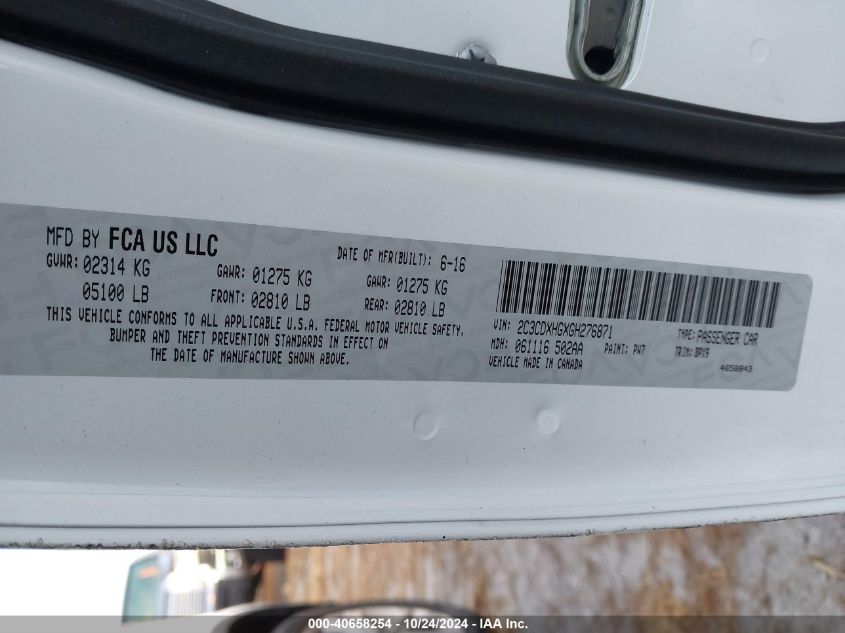 MFD BY FCA US LLC
DATE OF MFR(BUILT): 6-16
GVWR: 02314 KG
05100 LB
GAWR: 01275 KG
FRONT: 02810 LB
GAWR: 01275 KG
REAR: 02810 LB
THIS VEHICLE CONFORMS TO ALL APPLICABLE U.S.A. FEDERAL MOTOR VEHICLE SAFETY,
BUMPER AND THEFT PREVENTION STANDARDS IN EFFECT ON
THE DATE OF MANUFACTURE SHOWN ABOVE.
VIN: 2C3CDXHGXGH276871
TYPE: PASSENGER CAR
MDH: 061116 502AA
PAINT: PW7
TRIM: BPX9
VEHICLE MADE IN CANADA
4658843
000-40658254 - 10/24/2024 - IAA Inc.